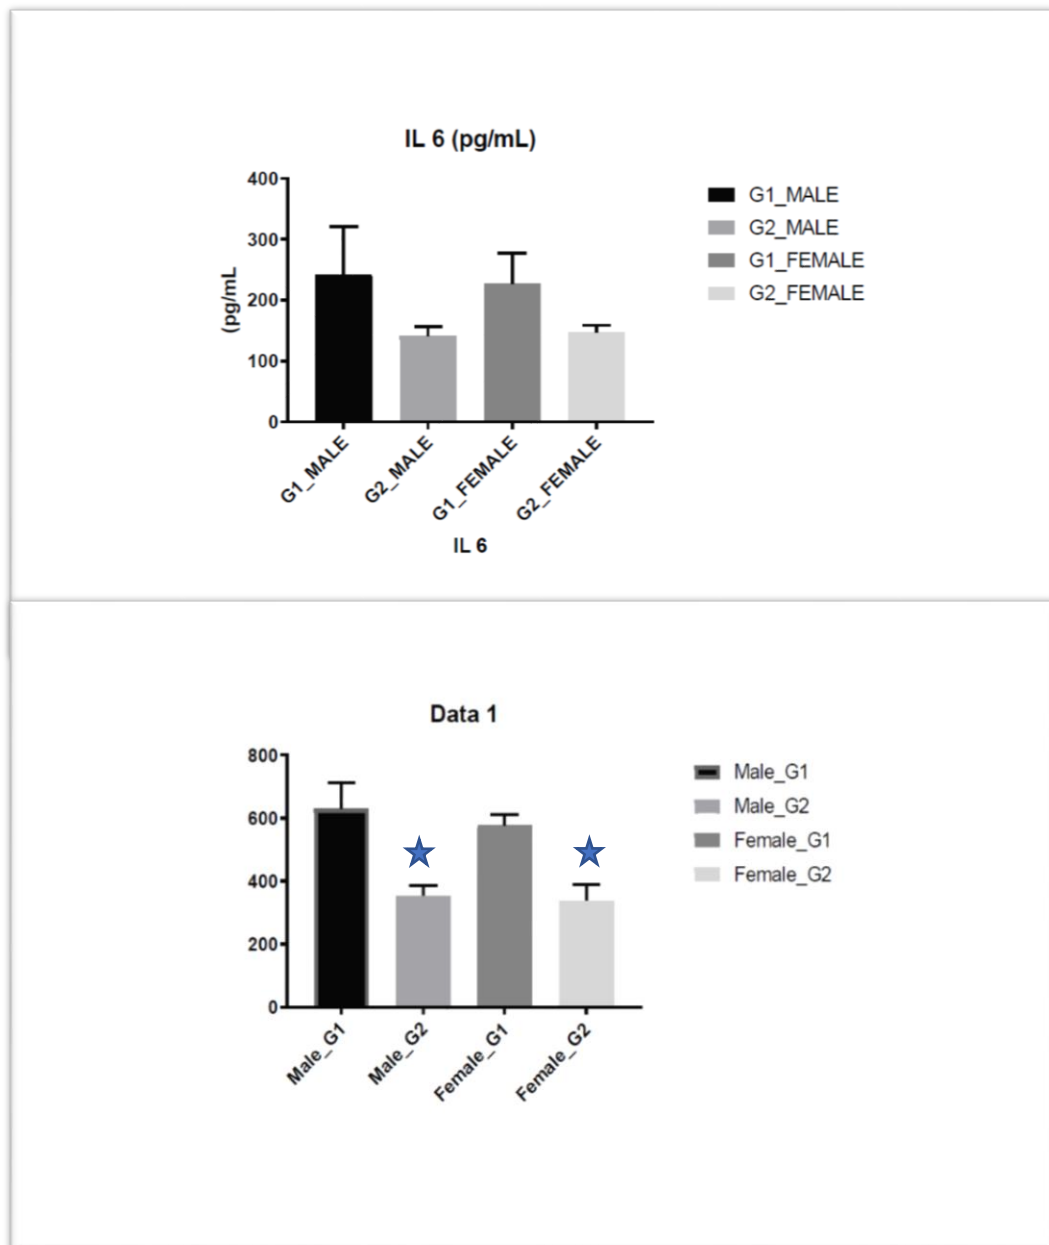 IL 6 (pg/mL)
400
300
200
100
0
(pg/mL
G1_MALE
G2_MALE
G1_FEMALE
G2_FEMALE
IL 6
G1_MALE
G2_MALE
G1_FEMALE
G2_FEMALE
Data 1
800
600
400
200
0
Male_G1
Male_G2
Female_G1
Female_G2
Male_G1
Male_G2
Female_G1
Female_G2